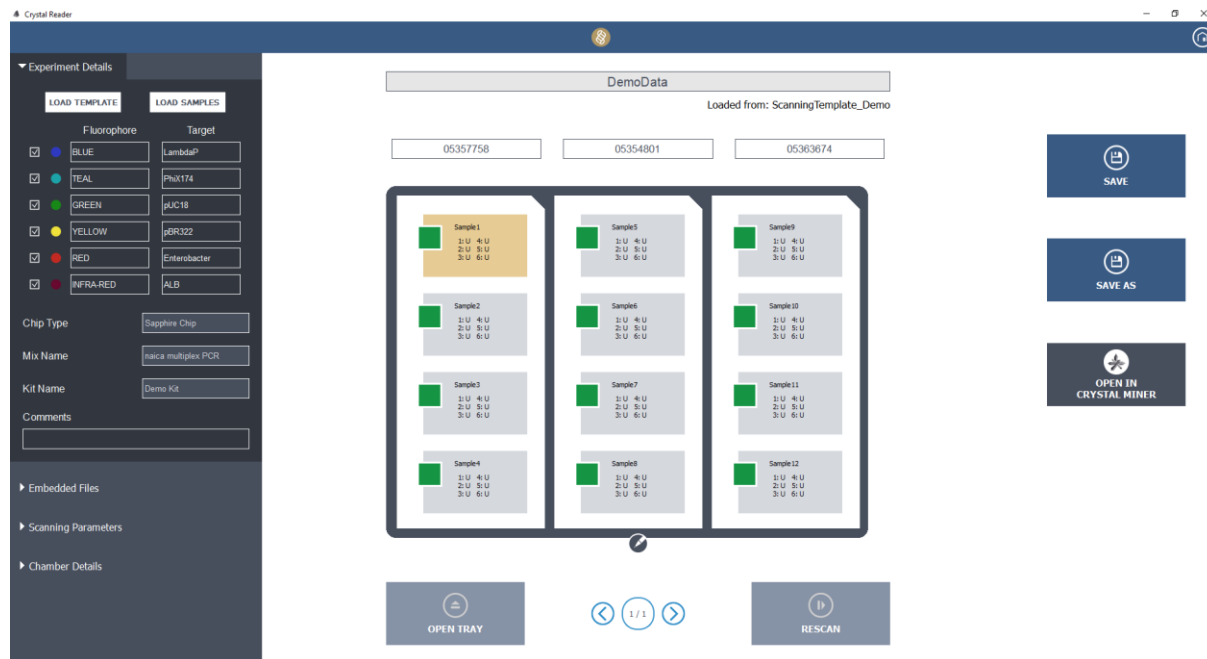 Crystal Reader
Experiment Details
LOAD TEMPLATE LOAD SAMPLES
Fluorophore Target
BLUE LambdaP
TEAL PhiX174
GREEN pUC18
YELLOW pBR322
RED Enterobacter
INFRA-RED ALB
Chip Type Sapphire Chip
Mix Name naica multiplex PCR
Kit Name Demo Kit
Comments
Embedded Files
Scanning Parameters
Chamber Details
DemoData
Loaded from: ScanningTemplate_Demo
05357758 05354801 05363674
Sample1
1: U 4: U
2: U 5: U
3: U 6: U
Sample2
1: U 4: U
2: U 5: U
3: U 6: U
Sample3
1: U 4: U
2: U 5: U
3: U 6: U
Sample4
1: U 4: U
2: U 5: U
3: U 6: U
Sample5
1: U 4: U
2: U 5: U
3: U 6: U
Sample6
1: U 4: U
2: U 5: U
3: U 6: U
Sample7
1: U 4: U
2: U 5: U
3: U 6: U
Sample8
1: U 4: U
2: U 5: U
3: U 6: U
Sample9
1: U 4: U
2: U 5: U
3: U 6: U
Sample10
1: U 4: U
2: U 5: U
3: U 6: U
Sample11
1: U 4: U
2: U 5: U
3: U 6: U
Sample12
1: U 4: U
2: U 5: U
3: U 6: U
OPEN TRAY
1 / 1
RESCAN
SAVE
SAVE AS
OPEN IN
CRYSTAL MINER